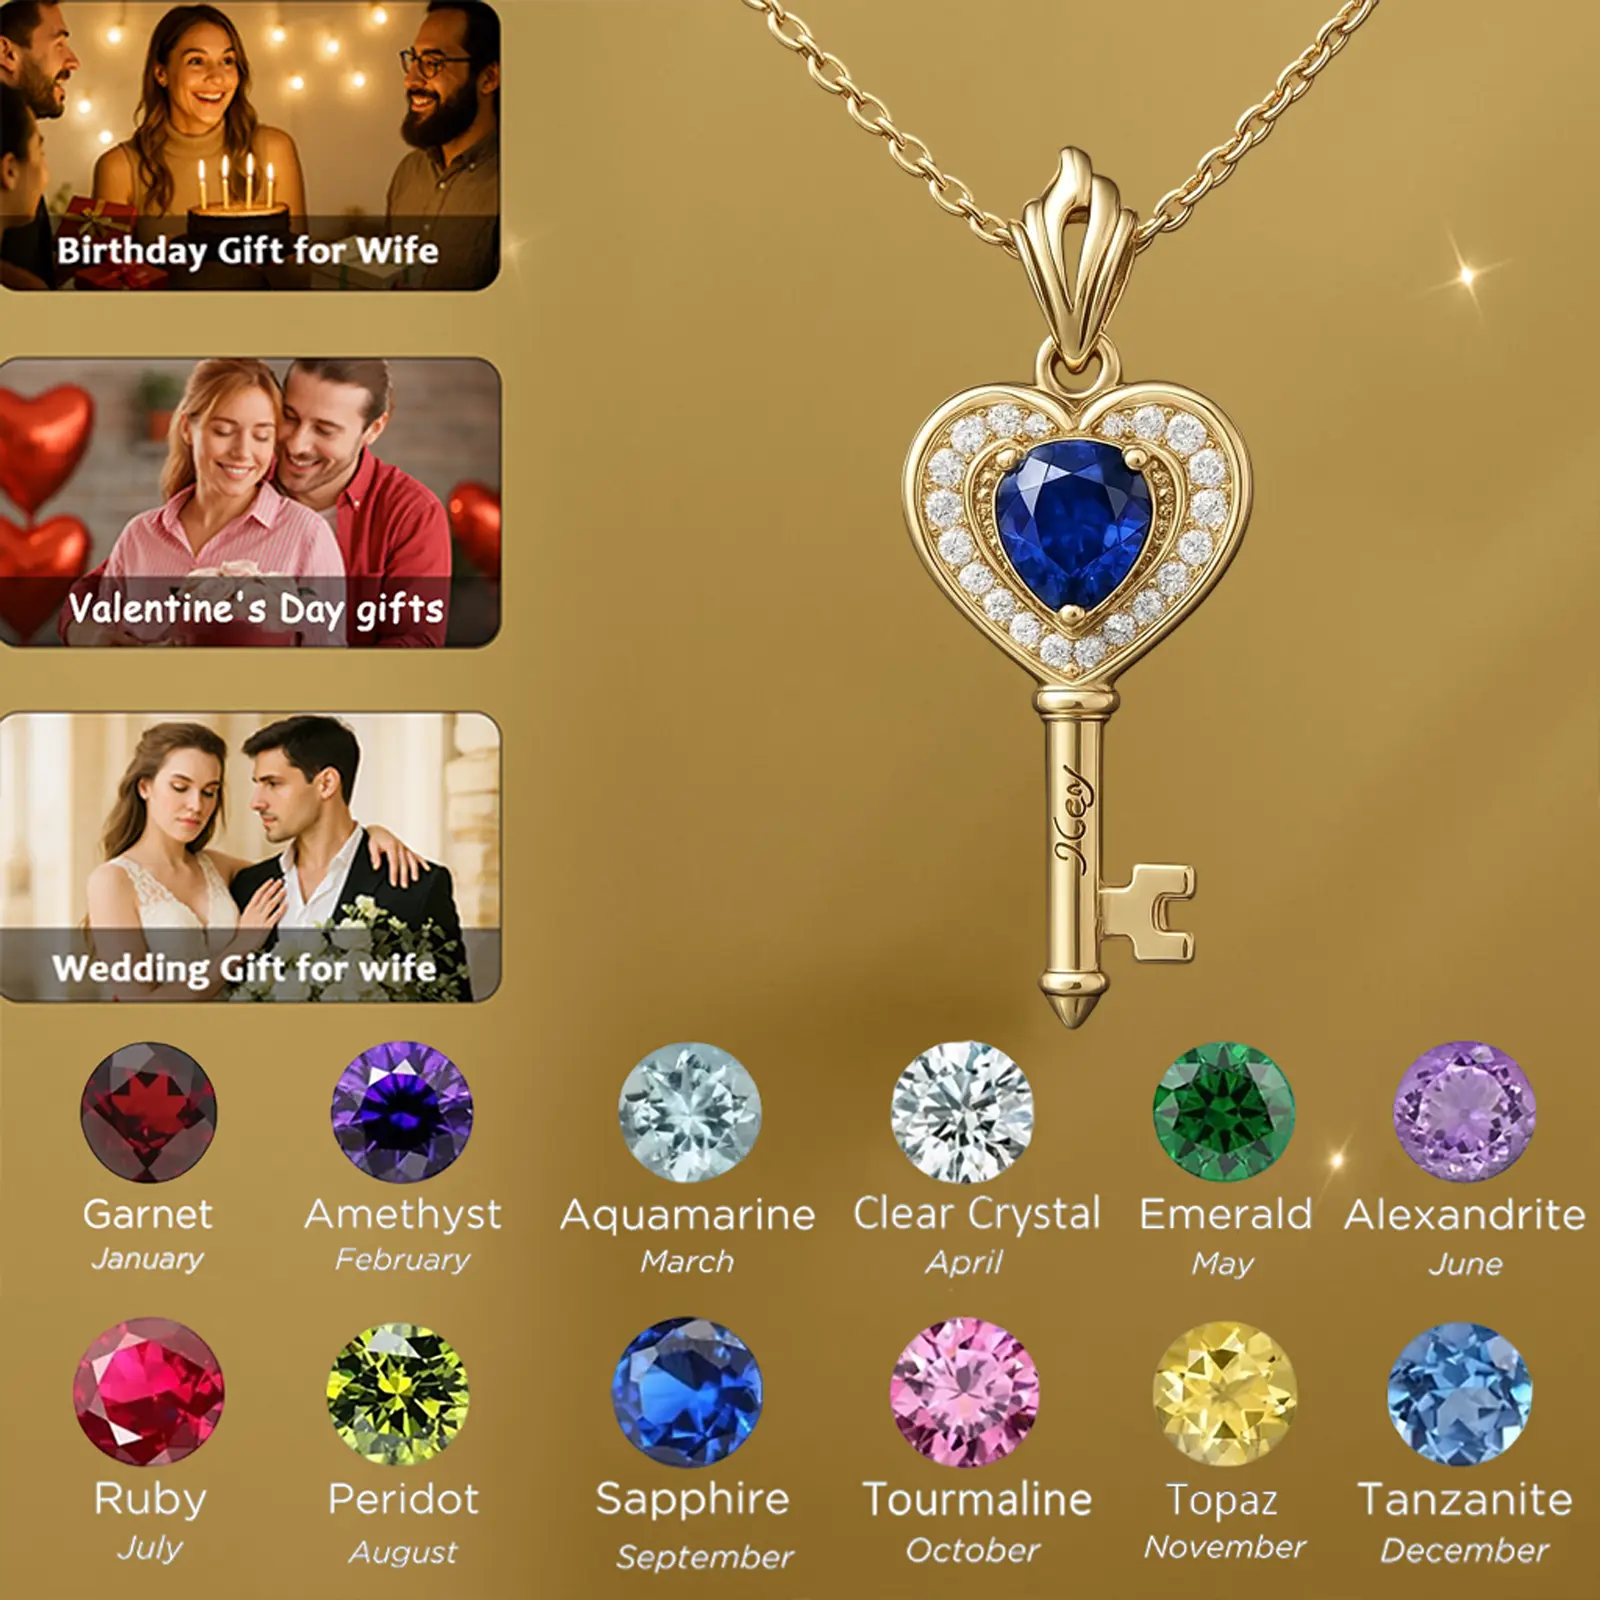 Birthday Gift for Wife
Valentine's Day gifts
Wedding Gift for wife
Garnet
January
Amethyst
February
Aquamarine
March
Clear Crystal
April
Emerald
May
Alexandrite
June
Ruby
July
Peridot
August
Sapphire
September
Tourmaline
October
Topaz
November
Tanzanite
December